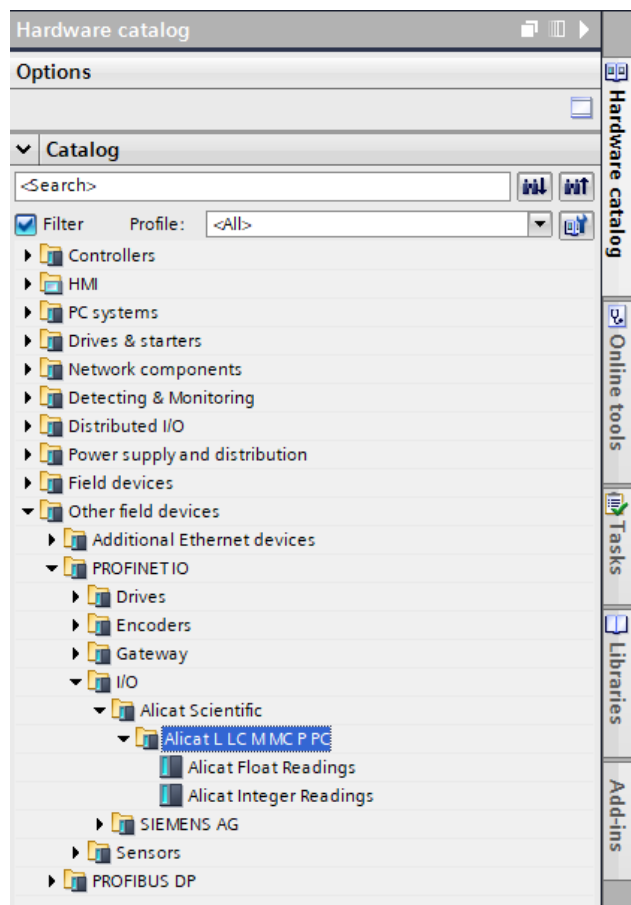 Hardware catalog
Options
Catalog
<Search>
Filter Profile: <All>
Controllers
HMI
PC systems
Drives & starters
Network components
Detecting & Monitoring
Distributed I/O
Power supply and distribution
Field devices
Other field devices
Additional Ethernet devices
PROFINET IO
Drives
Encoders
Gateway
I/O
Alicat Scientific
Alicat L LC M MC P PC
Alicat Float Readings
Alicat Integer Readings
SIEMENS AG
Sensors
PROFIBUS DP
Hardware catalog
Online tools
Tasks
Libraries
Add-ins